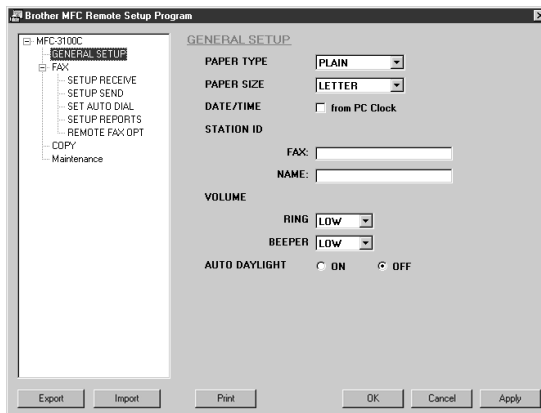 Brother MFC Remote Setup Program
MFC-3100C
GENERAL SETUP
FAX
SETUP RECEIVE
SETUP SEND
SET AUTO DIAL
SETUP REPORTS
REMOTE FAX OPT
COPY
Maintenance
GENERAL SETUP
PAPER TYPE PLAIN
PAPER SIZE LETTER
DATE/TIME from PC Clock
STATION ID
FAX:
NAME:
VOLUME
RING LOW
BEEPER LOW
AUTO DAYLIGHT ON OFF
Export Import Print OK Cancel Apply